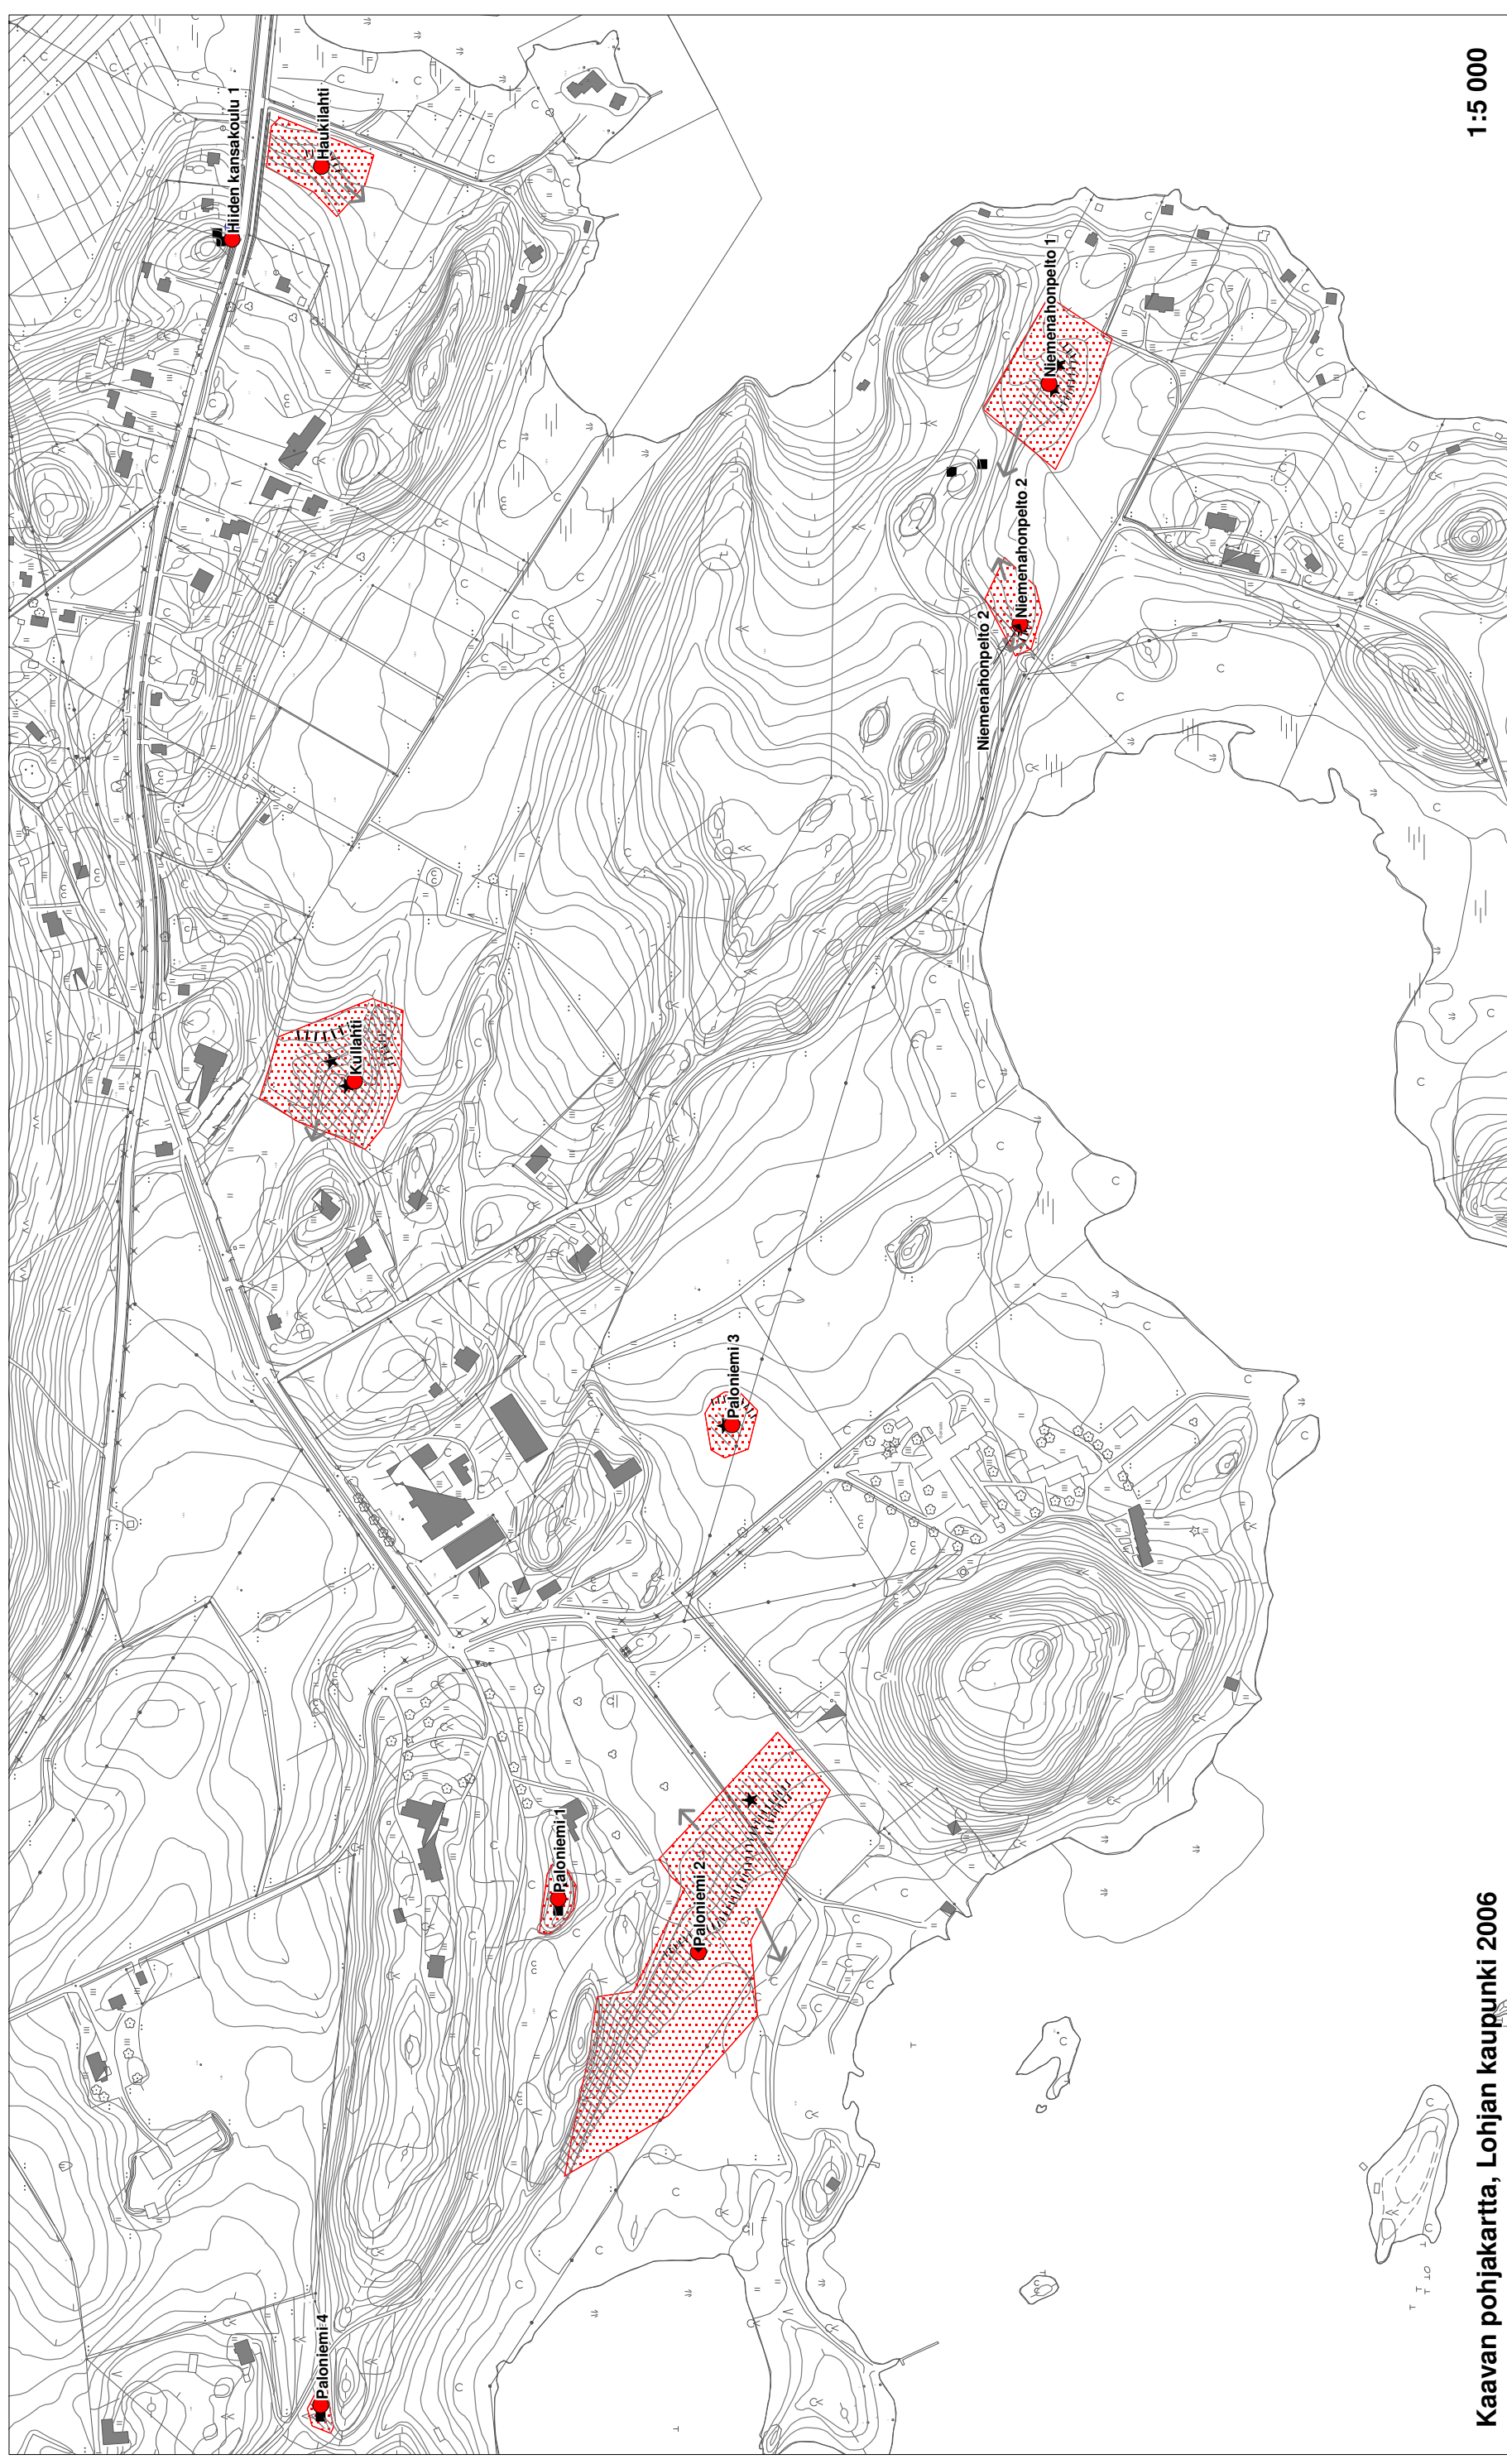 Hiiden kansakoulu 1
Haukilahti
Niemenahonpelto 1
Niemenahonpelto 2
Niemenahonpelto 2
Kullahti
Paloniemi 3
Paloniemi 1
Paloniemi 2
Paloniemi 4
1:5 000
Kaavan pohjakartta, Lohjan kaupunki 2006